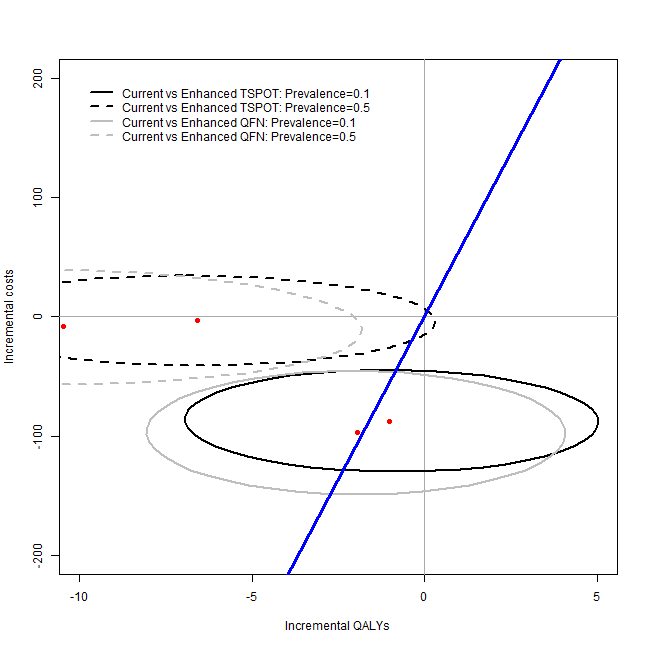 Current vs Enhanced TSPOT: Prevalence=0.1
Current vs Enhanced TSPOT: Prevalence=0.5
Current vs Enhanced QFN: Prevalence=0.1
Current vs Enhanced QFN: Prevalence=0.5
Incremental costs
200
100
0
-100
-200
-10
-5
0
5
Incremental QALYs